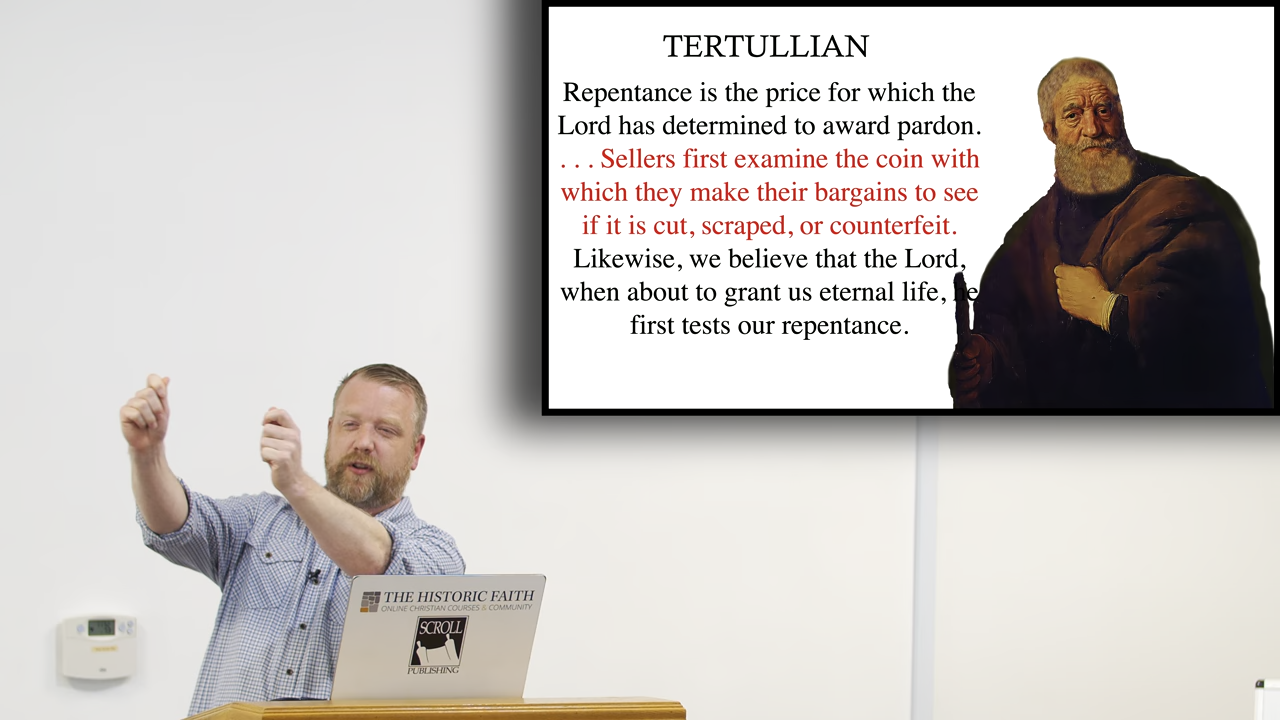 TERTULLIAN
Repentance is the price for which the
Lord has determined to award pardon.
. . . Sellers first examine the coin with
which they make their bargains to see
if it is cut, scraped, or counterfeit.
Likewise, we believe that the Lord,
when about to grant us eternal life, he
first tests our repentance.
THE HISTORIC FAITH
ONLINE CHRISTIAN COURSES & COMMUNITY
SCROLL
PUBLISHING